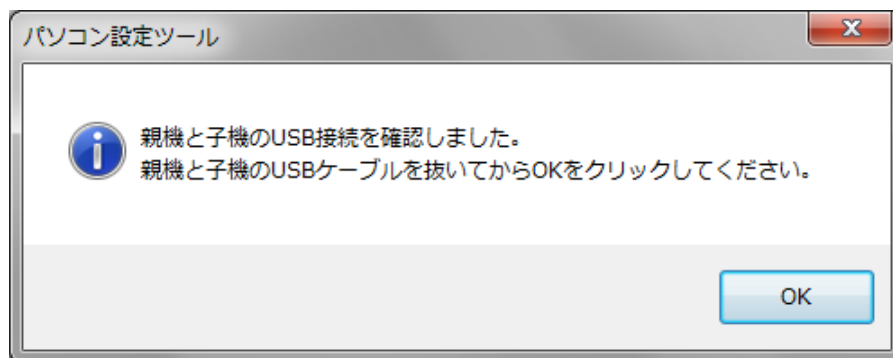 パソコン設定ツール
親機と子機のUSB接続を確認しました。
親機と子機のUSBケーブルを抜いてからOKをクリックしてください。
OK